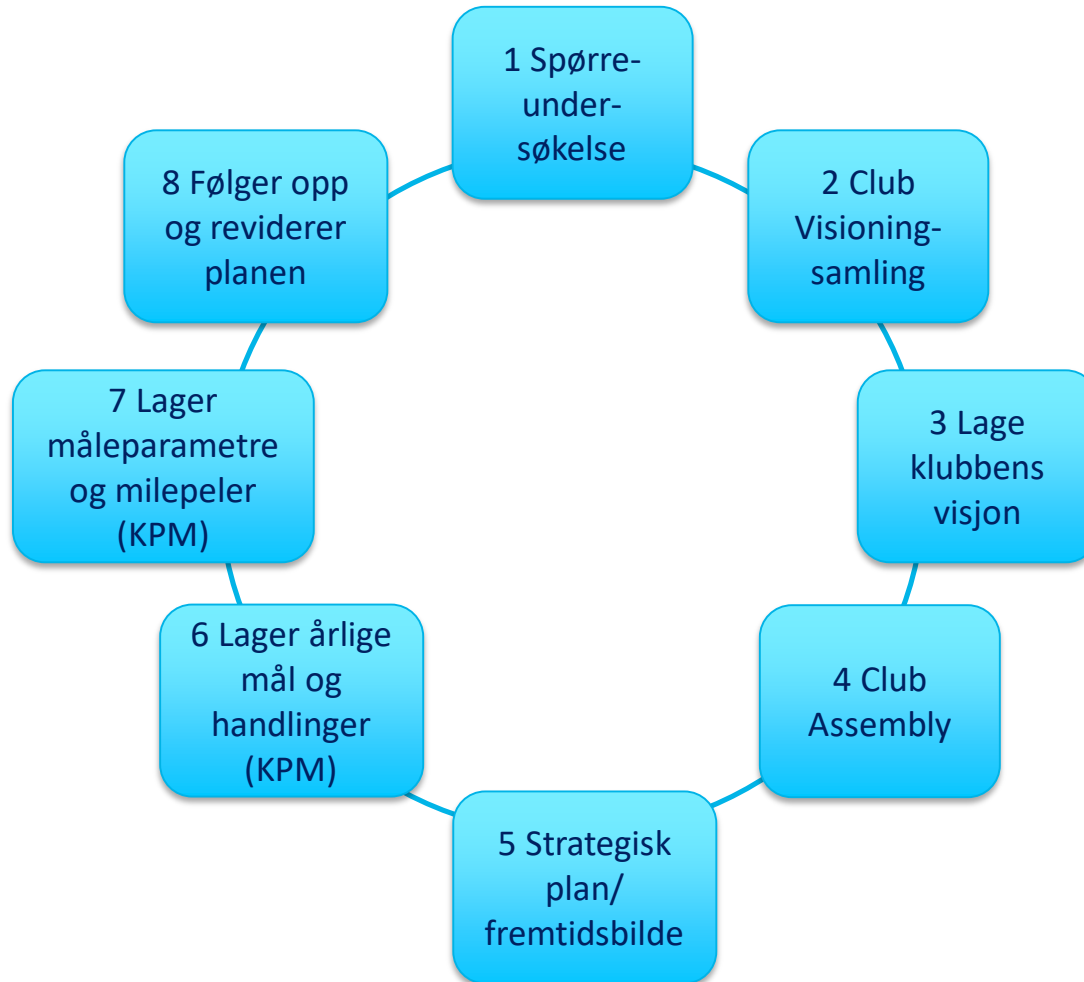 1 Spørre-
under-
søkelse
2 Club
Visioning-
samling
3 Lage
klubbens
visjon
4 Club
Assembly
5 Strategisk
plan/
fremtidsbilde
6 Lager årlige
mål og
handlinger
(KPM)
7 Lager
måleparametre
og milepeler
(KPM)
8 Følger opp
og reviderer
planen